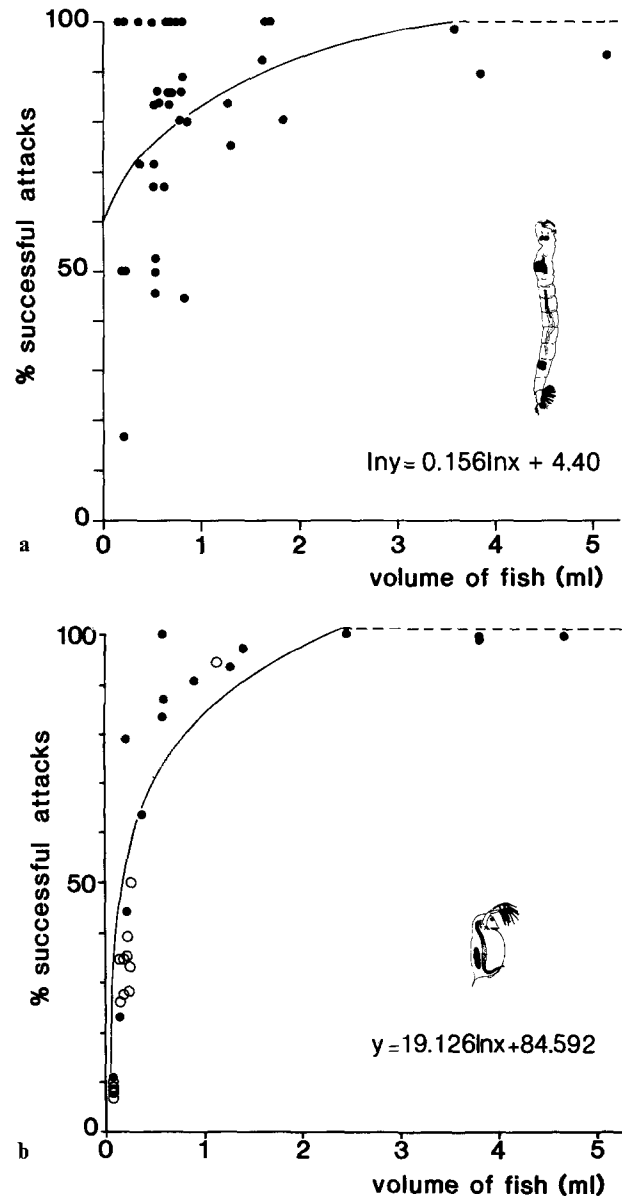 100
50
0
% successful attacks
lny= 0.156lnx + 4.40
a
0 1 2 3 4 5
volume of fish (ml)
100
50
0
% successful attacks
y=19.126lnx+84.592
b
0 1 2 3 4 5
volume of fish (ml)